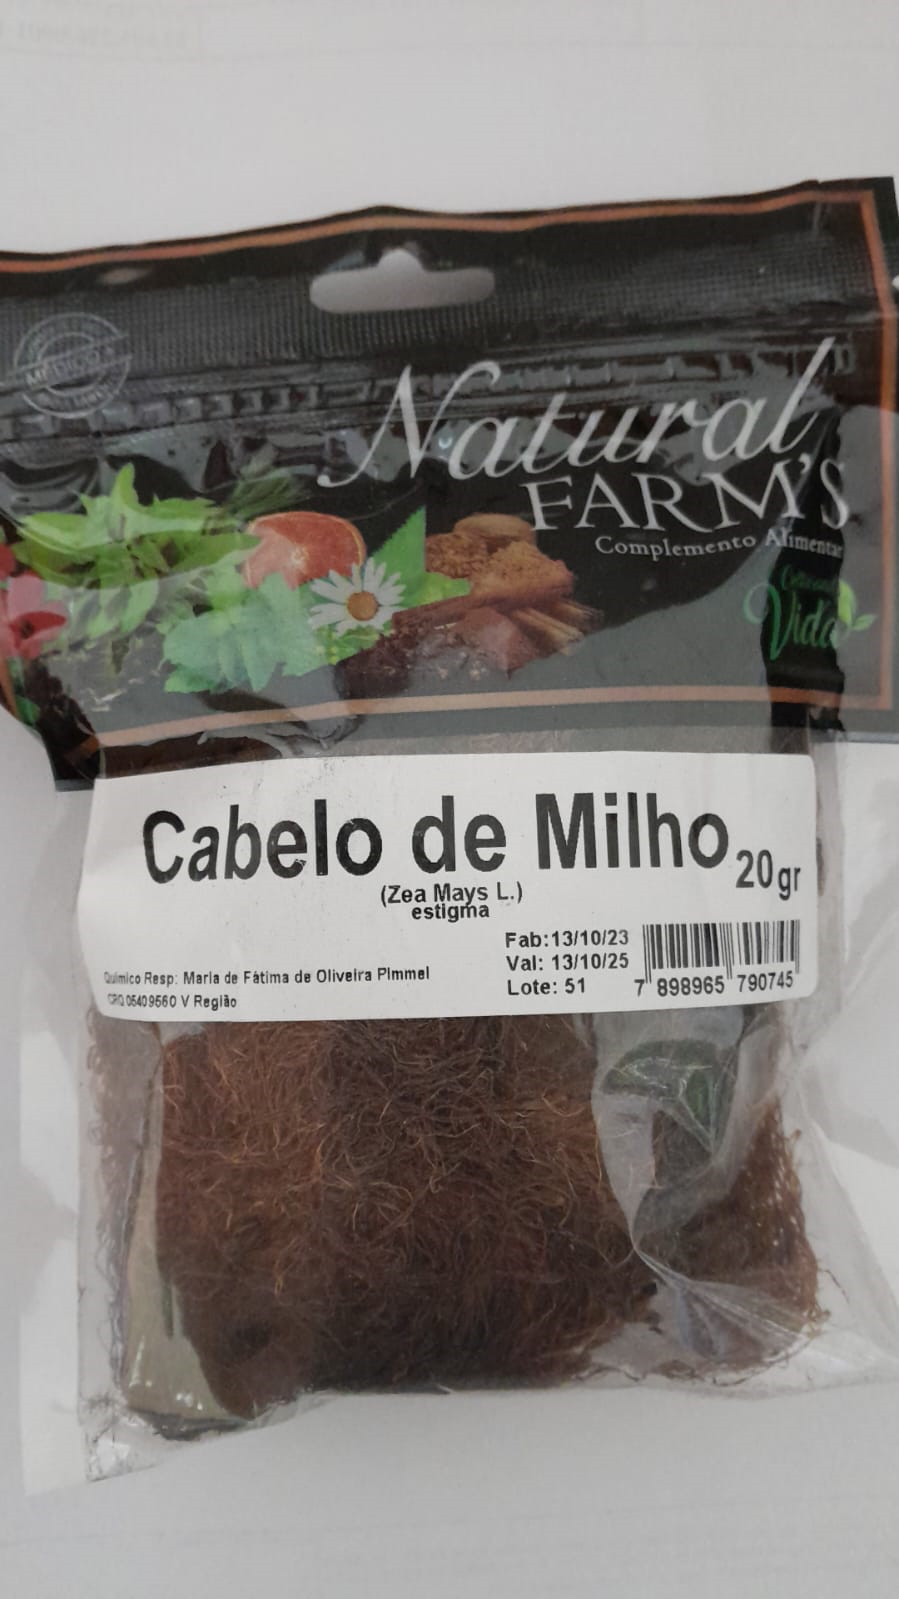 MÉDICO
Natural
FARM'S
Complemento Alimentar
Vida
Cabelo de Milho 20gr
(Zea Mays L.)
estigma
Fab:13/10/23
Val: 13/10/25
Lote: 51
7 898965 790745
Químico Resp: Maria de Fátima de Oliveira Pimmel
CRQ 05409560 V Região